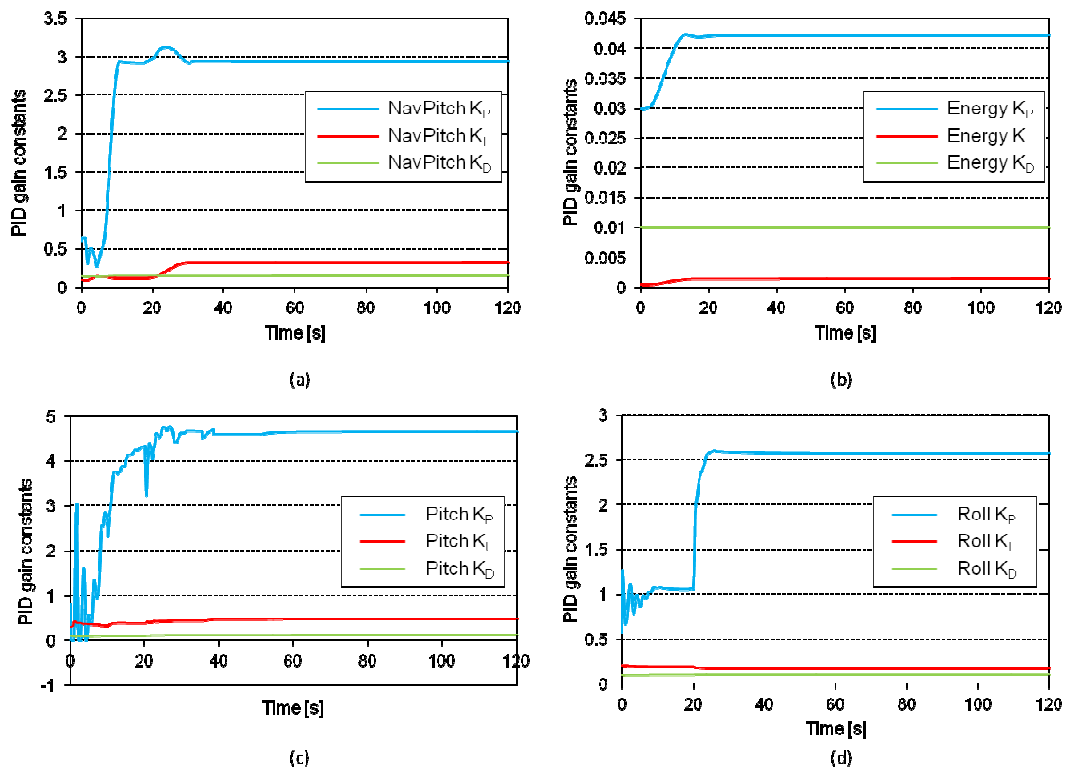 3.5
3
2.5
2
1.5
1
0.5
0
PID gain constants
NavPitch KP
NavPitch KI
NavPitch KD
0 20 40 60 80 100 120
Time [s]
(a)
0.045
0.04
0.035
0.03
0.025
0.02
0.015
0.01
0.005
0
PID gain constants
Energy KP
Energy K
Energy KD
0 20 40 60 80 100 120
Time [s]
(b)
5
4
3
2
1
0
-1
PID gain constants
Pitch KP
Pitch KI
Pitch KD
0 20 40 60 80 100 120
Time [s]
(c)
3
2.5
2
1.5
1
0.5
0
PID gain constants
Roll KP
Roll KI
Roll KD
0 20 40 60 80 100 120
Time [s]
(d)